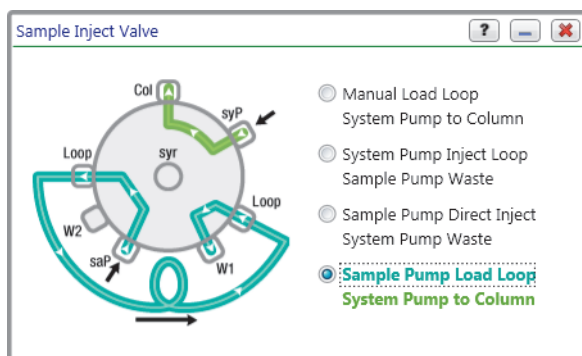 Sample Inject Valve
?
Col
syP
syr
Loop
Loop
W2
saP
W1
Manual Load Loop
System Pump to Column
System Pump Inject Loop
Sample Pump Waste
Sample Pump Direct Inject
System Pump Waste
Sample Pump Load Loop
System Pump to Column